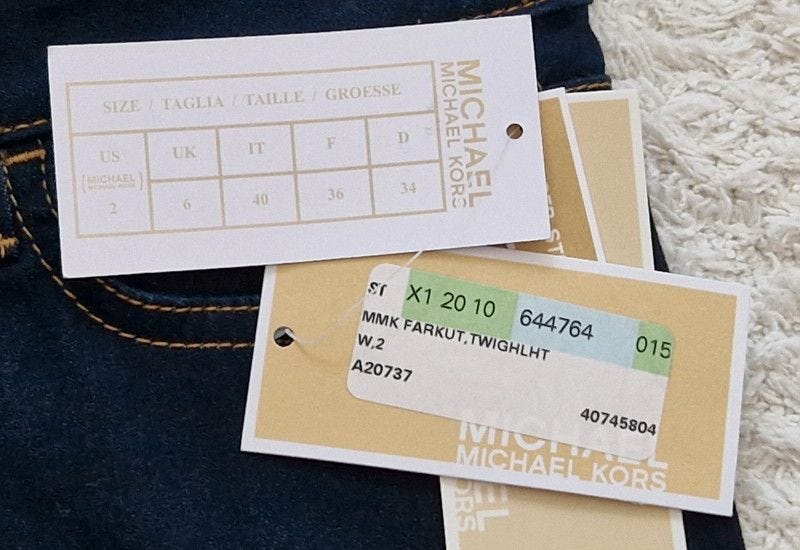 SIZE / TAGLIA / TAILLE / GROESSE
US UK IT F D
(MICHAEL MICHAEL KORS)
2 6 40 36 34
MICHAEL
MICHAEL KORS
ST X1 20 10 644764 015
MMK FARKUT,TWIGHLHT
W,2
A20737
40745804
MICHAEL
MICHAEL KORS